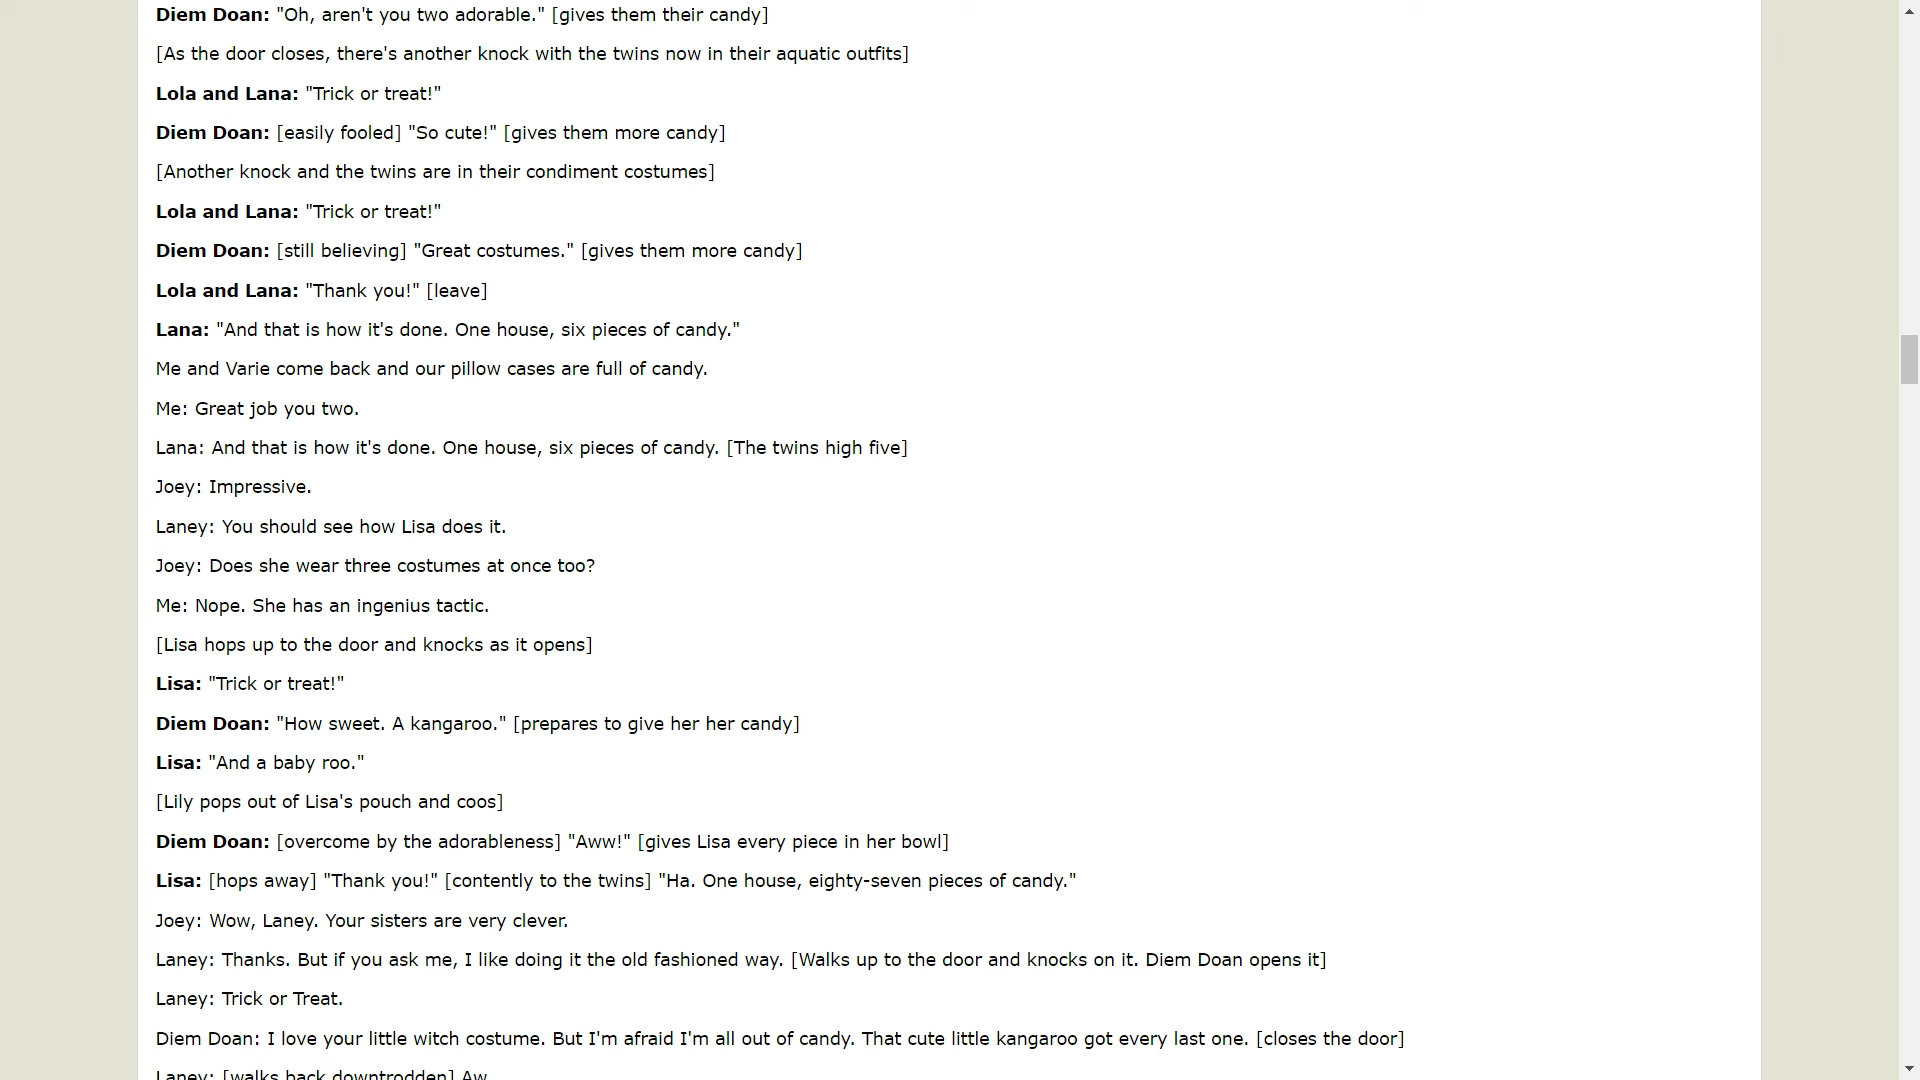 Diem Doan: "Oh, aren't you two adorable." [gives them their candy]
[As the door closes, there's another knock with the twins now in their aquatic outfits]
Lola and Lana: "Trick or treat!"
Diem Doan: [easily fooled] "So cute!" [gives them more candy]
[Another knock and the twins are in their condiment costumes]
Lola and Lana: "Trick or treat!"
Diem Doan: [still believing] "Great costumes." [gives them more candy]
Lola and Lana: "Thank you!" [leave]
Lana: "And that is how it's done. One house, six pieces of candy."
Me and Varie come back and our pillow cases are full of candy.
Me: Great job you two.
Lana: And that is how it's done. One house, six pieces of candy. [The twins high five]
Joey: Impressive.
Laney: You should see how Lisa does it.
Joey: Does she wear three costumes at once too?
Me: Nope. She has an ingenius tactic.
[Lisa hops up to the door and knocks as it opens]
Lisa: "Trick or treat!"
Diem Doan: "How sweet. A kangaroo." [prepares to give her her candy]
Lisa: "And a baby roo."
[Lily pops out of Lisa's pouch and coos]
Diem Doan: [overcome by the adorableness] "Aww!" [gives Lisa every piece in her bowl]
Lisa: [hops away] "Thank you!" [contently to the twins] "Ha. One house, eighty-seven pieces of candy."
Joey: Wow, Laney. Your sisters are very clever.
Laney: Thanks. But if you ask me, I like doing it the old fashioned way. [Walks up to the door and knocks on it. Diem Doan opens it]
Laney: Trick or Treat.
Diem Doan: I love your little witch costume. But I'm afraid I'm all out of candy. That cute little kangaroo got every last one. [closes the door]
Laney: [walks back downtrodden] Aw.